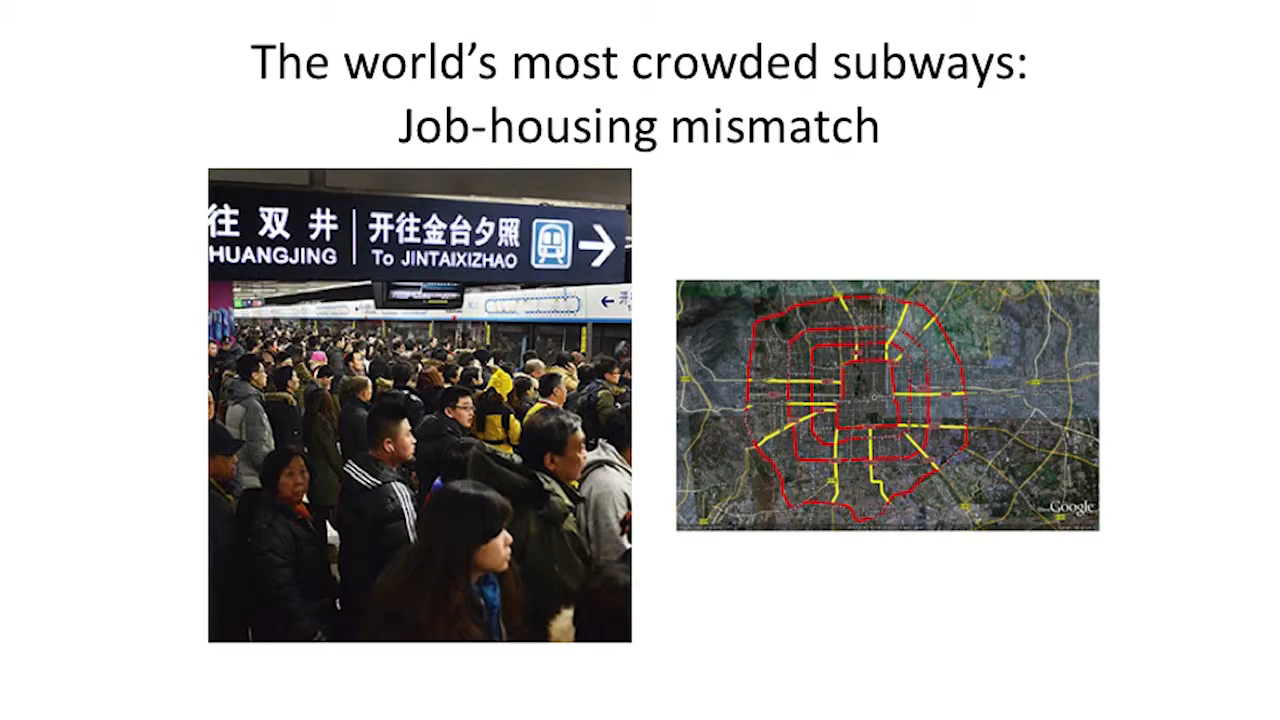 The world's most crowded subways:
Job-housing mismatch
往 双 井
HUANGJING
开往金台夕照
To JINTAIXIZHAO
Google